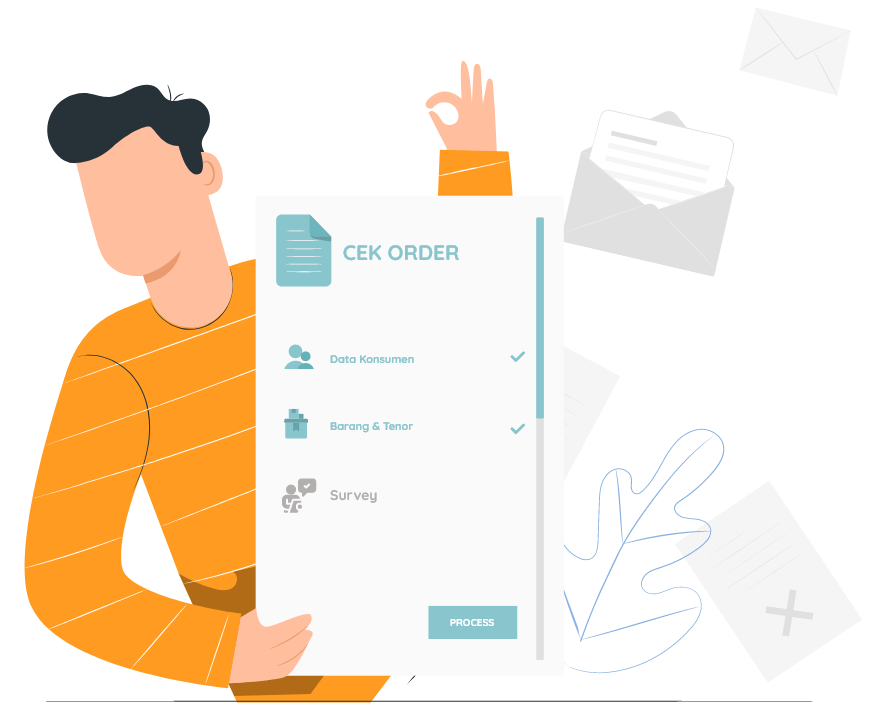 CEK ORDER
Data Konsumen
Barang & Tenor
Survey
PROCESS